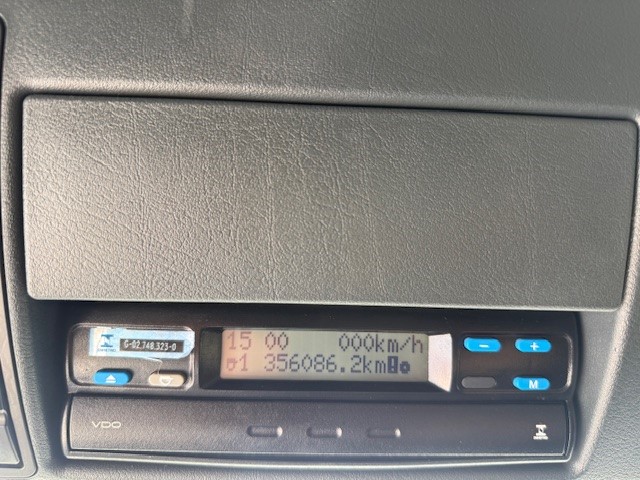 G-02.748.323-0
15 00 000km/h
1 356086.2km
- +
M
VDO